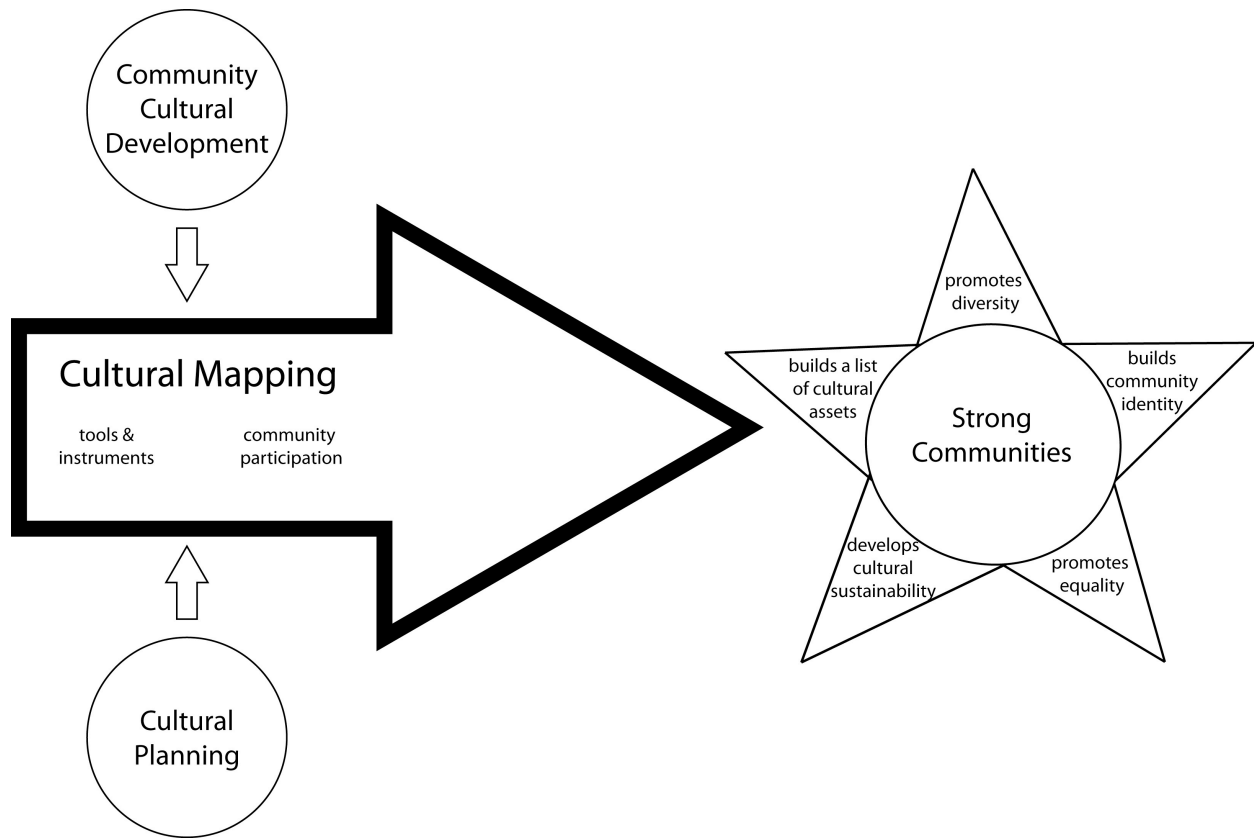 Community
Cultural
Development
Cultural Mapping
tools &
instruments
community
participation
Cultural
Planning
promotes
diversity
builds a list
of cultural
assets
builds
community
identity
Strong
Communities
develops
cultural
sustainability
promotes
equality